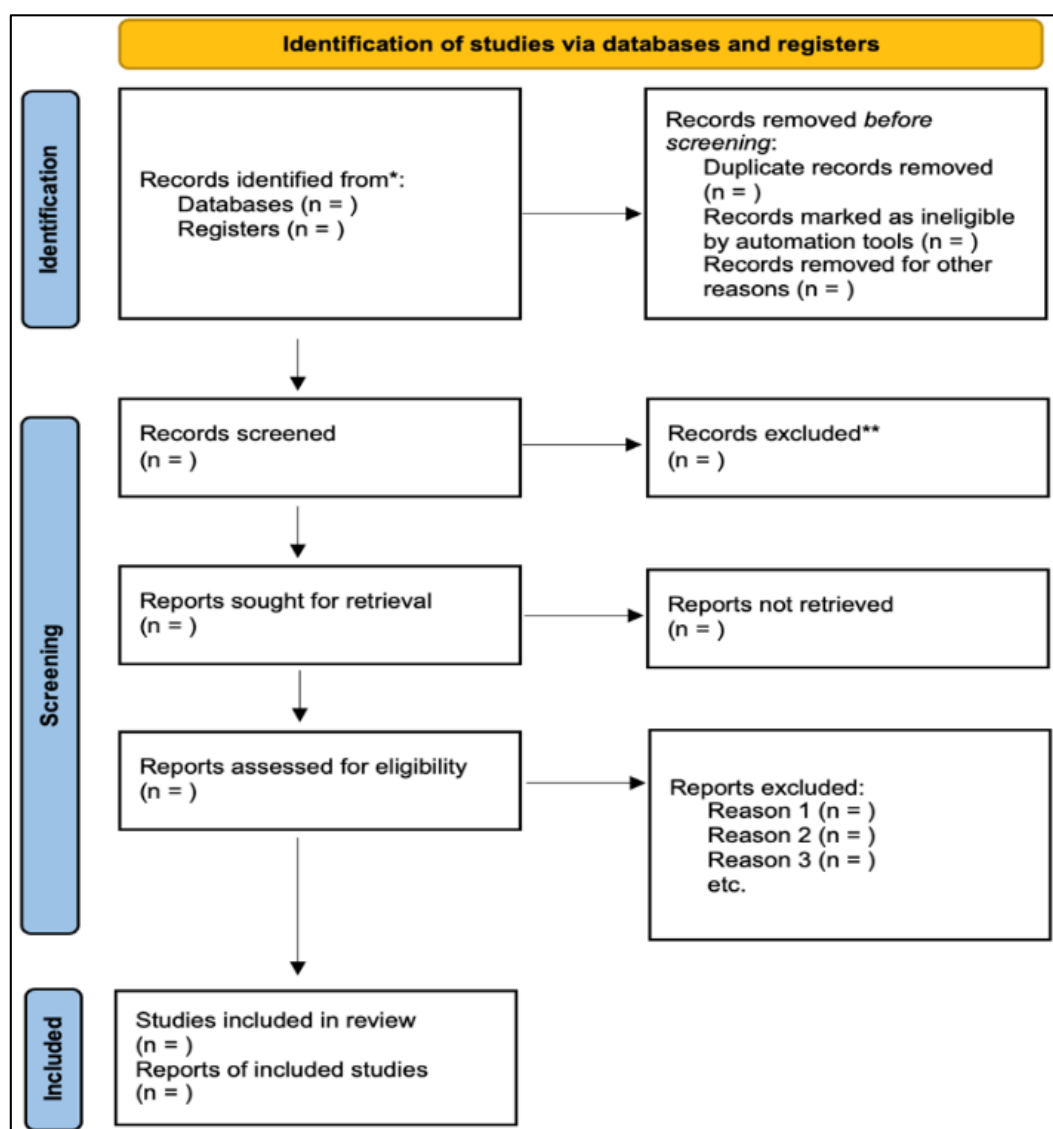 Identification of studies via databases and registers
Identification
Records identified from*:
Databases (n = )
Registers (n = )
Records removed before
screening:
Duplicate records removed
(n = )
Records marked as ineligible
by automation tools (n = )
Records removed for other
reasons (n = )
Screening
Records screened
(n = )
Records excluded**
(n = )
Reports sought for retrieval
(n = )
Reports not retrieved
(n = )
Reports assessed for eligibility
(n = )
Reports excluded:
Reason 1 (n = )
Reason 2 (n = )
Reason 3 (n = )
etc.
Included
Studies included in review
(n = )
Reports of included studies
(n = )